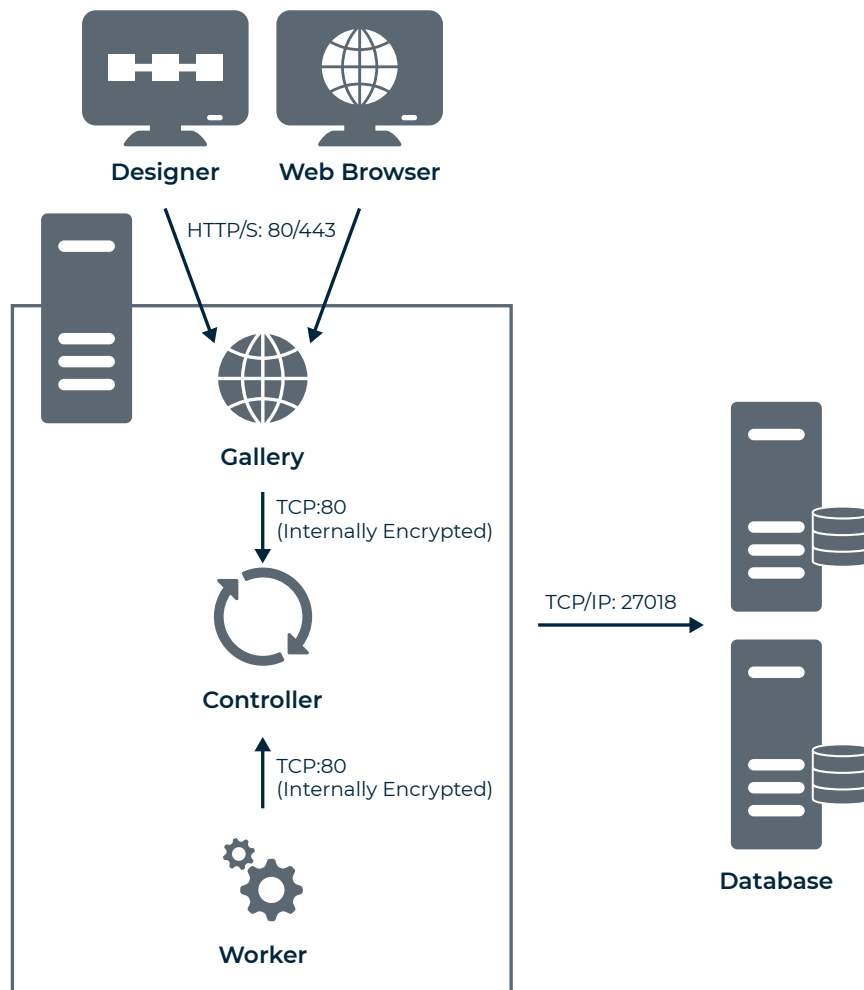 Designer
Web Browser
HTTP/S: 80/443
Gallery
TCP:80
(Internally Encrypted)
Controller
TCP/IP: 27018
TCP:80
(Internally Encrypted)
Database
Worker